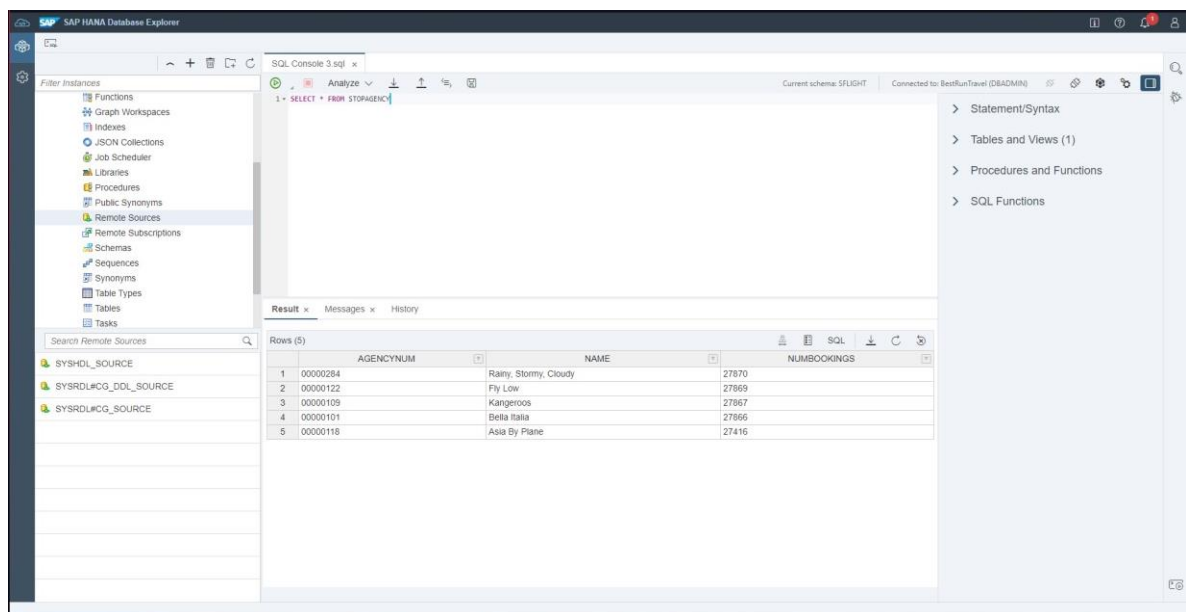 SAP SAP HANA Database Explorer
SQL Console 3.sql x
Filter Instances
Analyze
Current schema: SFLIGHT
Connected to: BestRunTravel (DBADMIN)
Functions
Graph Workspaces
Indexes
JSON Collections
Job Scheduler
Libraries
Procedures
Public Synonyms
Remote Sources
Remote Subscriptions
Schemas
Sequences
Synonyms
Table Types
Tables
Tasks
1 SELECT * FROM STOPAGENCY
Statement/Syntax
Tables and Views (1)
Procedures and Functions
SQL Functions
Search Remote Sources
SYSHDL_SOURCE
SYSRDL#CG_DDL_SOURCE
SYSRDL#CG_SOURCE
Result x Messages x History
Rows (5)
SQL
AGENCYNUM NAME NUMBOOKINGS
1 00000284 Rainy, Stormy, Cloudy 27870
2 00000122 Fly Low 27869
3 00000109 Kangeroos 27867
4 00000101 Bella Italia 27866
5 00000118 Asia By Plane 27416